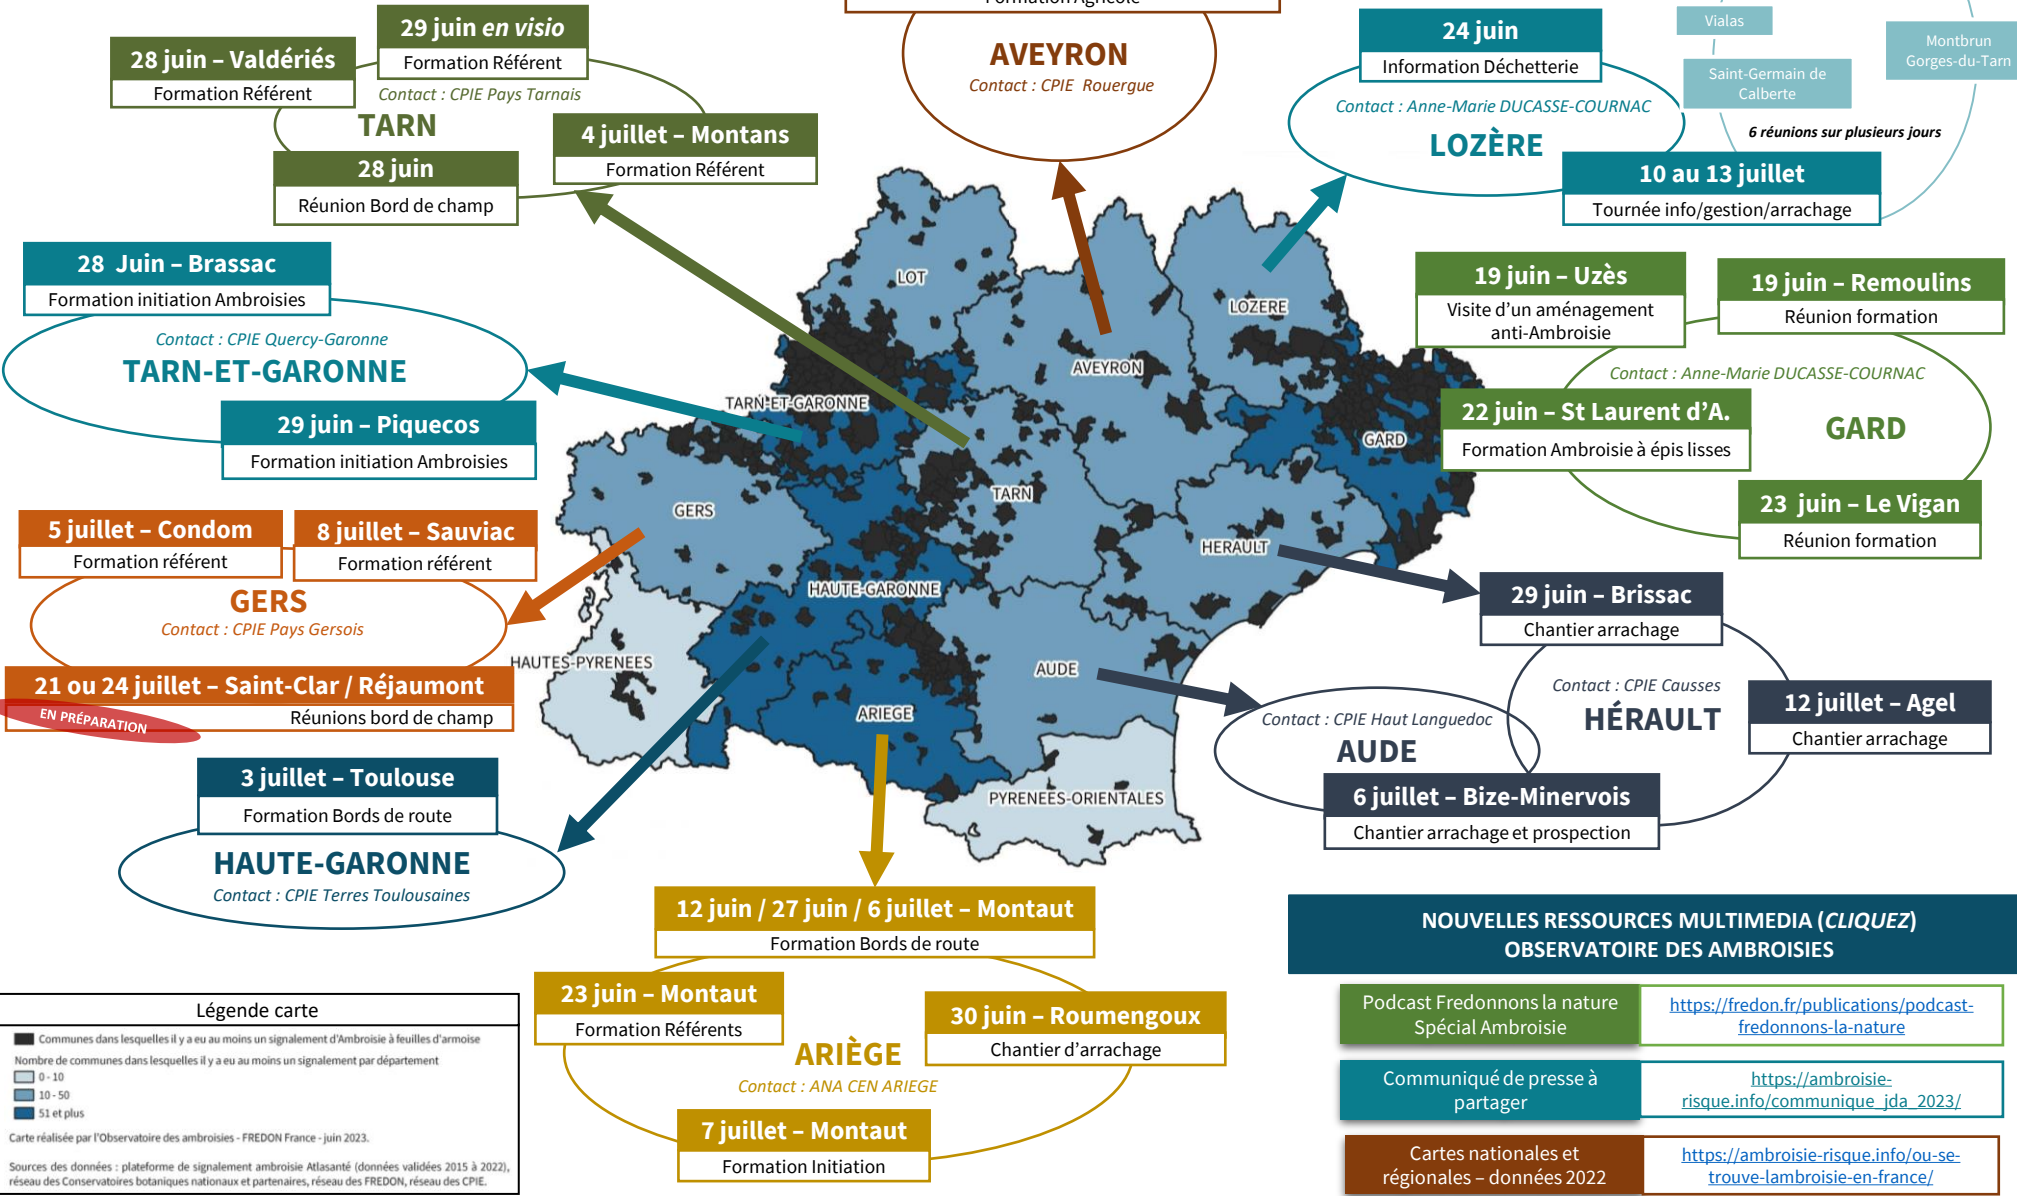 Formation Agricole
AVEYRON
Contact : CPIE Rouergue
29 juin en visio
Formation Référent
28 juin – Valdériés
Formation Référent
Contact : CPIE Pays Tarnais
TARN
4 juillet – Montans
Formation Référent
28 juin
Réunion Bord de champ
24 juin
Information Déchetterie
Contact : Anne-Marie DUCASSE-COURNAC
LOZÈRE
Vialas
Montbrun
Gorges-du-Tarn
Saint-Germain de
Calberte
6 réunions sur plusieurs jours
10 au 13 juillet
Tournée info/gestion/arrachage
28 Juin – Brassac
Formation initiation Ambroisies
Contact : CPIE Quercy-Garonne
TARN-ET-GARONNE
29 juin – Piquecos
Formation initiation Ambroisies
19 juin – Uzès
Visite d’un aménagement
anti-Ambroisie
19 juin – Remoulins
Réunion formation
Contact : Anne-Marie DUCASSE-COURNAC
GARD
22 juin – St Laurent d’A.
Formation Ambroisie à épis lisses
23 juin – Le Vigan
Réunion formation
LOT
LOZERE
AVEYRON
TARN-ET-GARONNE
GARD
TARN
GERS
HERAULT
HAUTE-GARONNE
HAUTES-PYRENEES
AUDE
ARIEGE
PYRENEES-ORIENTALES
5 juillet – Condom
Formation référent
8 juillet – Sauviac
Formation référent
GERS
Contact : CPIE Pays Gersois
21 ou 24 juillet – Saint-Clar / Réjaumont
EN PRÉPARATION
Réunions bord de champ
29 juin – Brissac
Chantier arrachage
Contact : CPIE Causses
HÉRAULT
12 juillet – Agel
Chantier arrachage
Contact : CPIE Haut Languedoc
AUDE
6 juillet – Bize-Minervois
Chantier arrachage et prospection
3 juillet – Toulouse
Formation Bords de route
HAUTE-GARONNE
Contact : CPIE Terres Toulousaines
12 juin / 27 juin / 6 juillet – Montaut
Formation Bords de route
23 juin – Montaut
Formation Référents
30 juin – Roumengoux
Chantier d’arrachage
ARIÈGE
Contact : ANA CEN ARIEGE
7 juillet – Montaut
Formation Initiation
NOUVELLES RESSOURCES MULTIMEDIA (CLIQUEZ)
OBSERVATOIRE DES AMBROISIES
Podcast Fredonnons la nature
Spécial Ambroisie
https://fredon.fr/publications/podcast-
fredonnons-la-nature
Communiqué de presse à
partager
https://ambroisie-
risque.info/communique_jda_2023/
Cartes nationales et
régionales – données 2022
https://ambroisie-risque.info/ou-se-
trouve-lambroisie-en-france/
Légende carte
Communes dans lesquelles il y a eu au moins un signalement d'Ambroisie à feuilles d'armoise
Nombre de communes dans lesquelles il y a eu au moins un signalement par département
0 - 10
10 - 50
51 et plus
Carte réalisée par l'Observatoire des ambroisies - FREDON France - juin 2023.
Sources des données : plateforme de signalement ambroisie Atlasanté (données validées 2015 à 2022),
réseau des Conservatoires botaniques nationaux et partenaires, réseau des FREDON, réseau des CPIE.